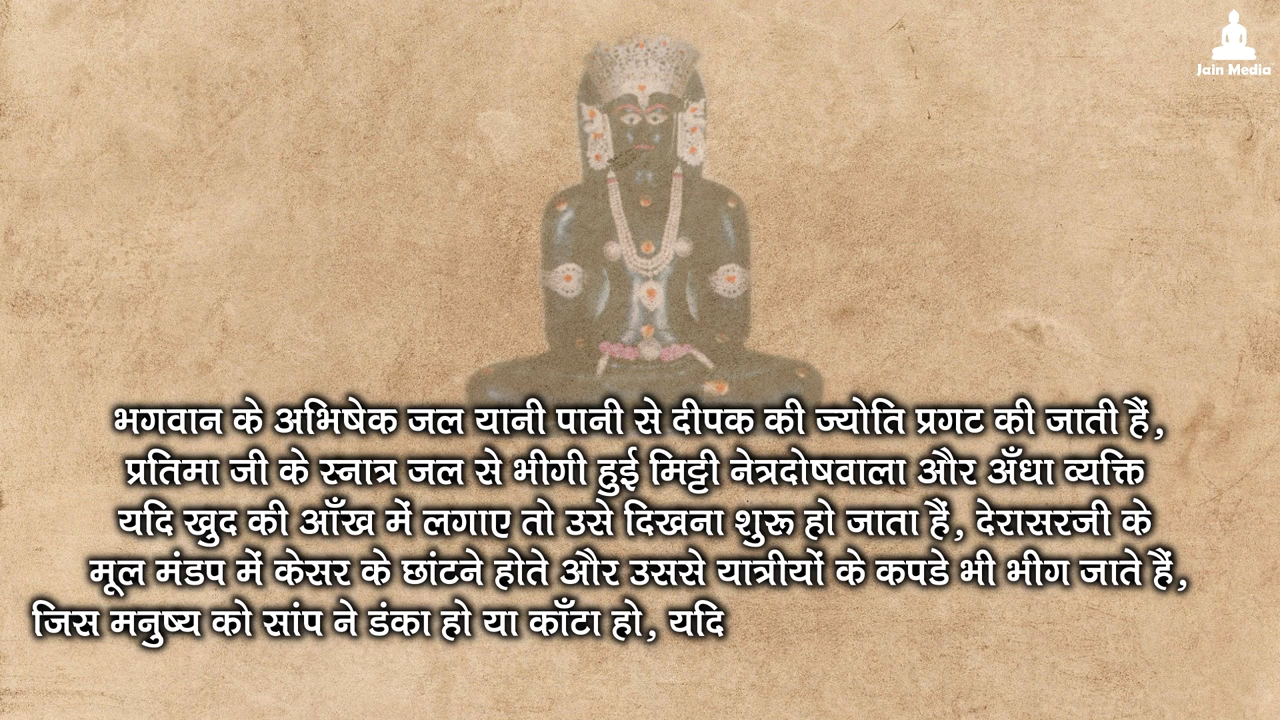 Jain Media
भगवान के अभिषेक जल यानी पानी से दीपक की ज्योति प्रगट की जाती हैं,
प्रतिमा जी के स्नात्र जल से भीगी हुई मिट्टी नेत्रदोषवाला और अँधा व्यक्ति
यदि खुद की आँख में लगाए तो उसे दिखना शुरू हो जाता हैं, देरासरजी के
मूल मंडप में केसर के छांटने होते और उससे यात्रीयों के कपडे भी भीग जाते हैं,
जिस मनुष्य को सांप ने डंका हो या काँटा हो, यदि